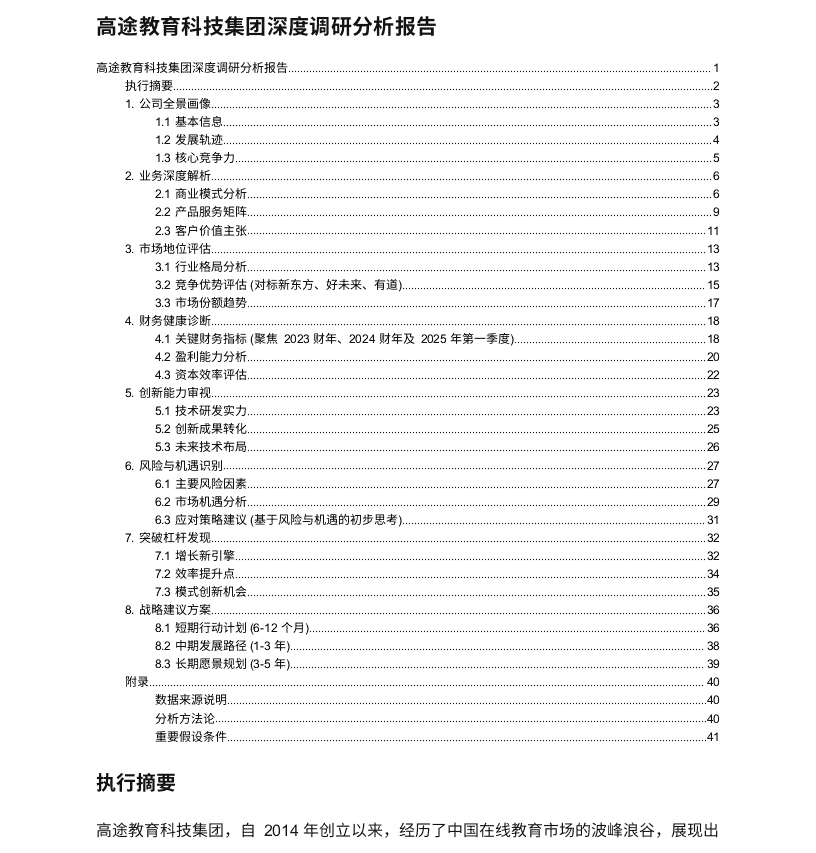 高途教育科技集团深度调研分析报告
高途教育科技集团深度调研分析报告 1
执行摘要 2
1. 公司全景画像 3
1.1 基本信息 3
1.2 发展轨迹 4
1.3 核心竞争力 5
2. 业务深度解析 6
2.1 商业模式分析 6
2.2 产品服务矩阵 9
2.3 客户价值主张 11
3. 市场地位评估 13
3.1 行业格局分析 13
3.2 竞争优势评估 (对标新东方、好未来、有道) 15
3.3 市场份额趋势 17
4. 财务健康诊断 18
4.1 关键财务指标 (聚焦 2023 财年、2024 财年及 2025 年第一季度) 18
4.2 盈利能力分析 20
4.3 资本效率评估 22
5. 创新能力审视 23
5.1 技术研发实力 23
5.2 创新成果转化 25
5.3 未来技术布局 26
6. 风险与机遇识别 27
6.1 主要风险因素 27
6.2 市场机遇分析 29
6.3 应对策略建议 (基于风险与机遇的初步思考) 31
7. 突破杠杆发现 32
7.1 增长新引擎 32
7.2 效率提升点 34
7.3 模式创新机会 35
8. 战略建议方案 36
8.1 短期行动计划 (6-12 个月) 36
8.2 中期发展路径 (1-3 年) 38
8.3 长期愿景规划 (3-5 年) 39
附录 40
数据来源说明 40
分析方法论 40
重要假设条件 41
执行摘要
高途教育科技集团，自 2014 年创立以来，经历了中国在线教育市场的波峰浪谷，展现出